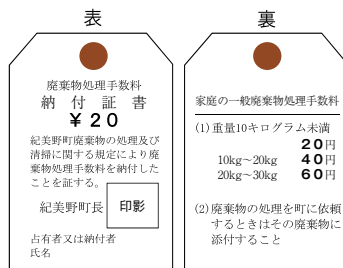 表
廃棄物処理手数料
納付証書
￥20
紀美野町廃棄物の処理及び
清掃に関する規定により廃
棄物処理手数料を納付した
ことを証する。
紀美野町長 印影
占有者又は納付者
氏名
裏
家庭の一般廃棄物処理手数料
(1)重量10キログラム未満
20円
10kg～20kg 40円
20kg～30kg 60円
(2)廃棄物の処理を町に依頼
するときはその廃棄物に
添付すること